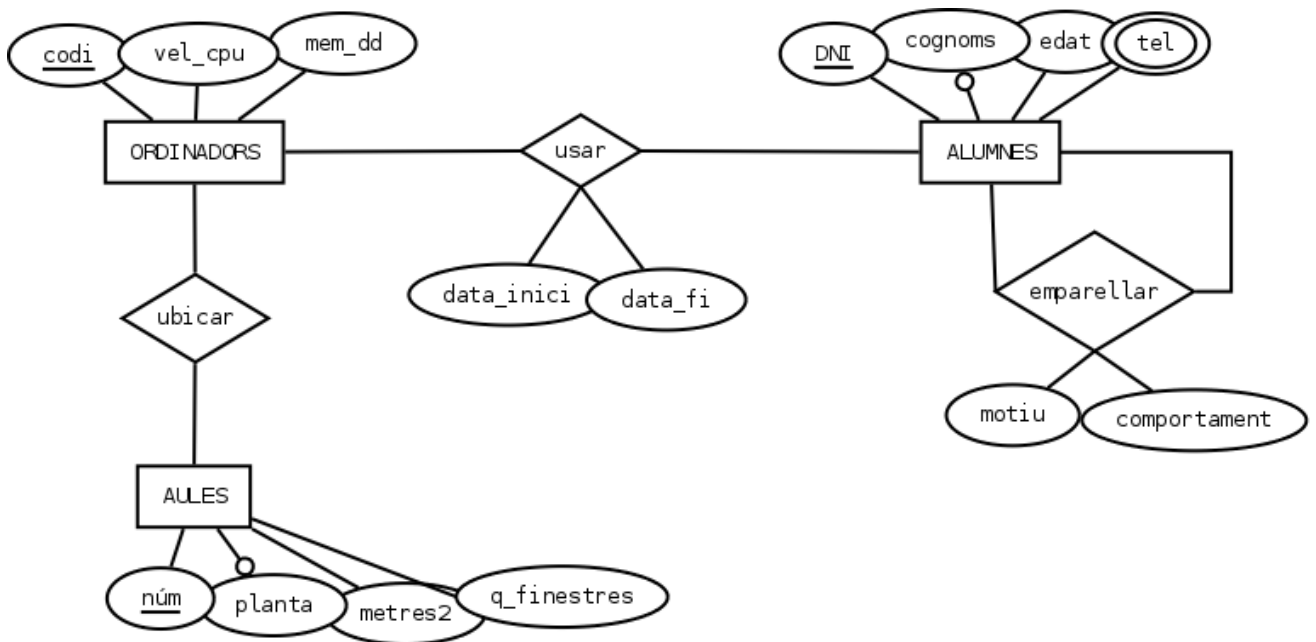 codi
vel_cpu
mem_dd
DNI
cognoms
edat
tel
ORDINADORS
usar
ALUMNES
data_inici
data_fi
emparellar
ubicar
motiu
comportament
AULES
núm
planta
metres2
q_finestres